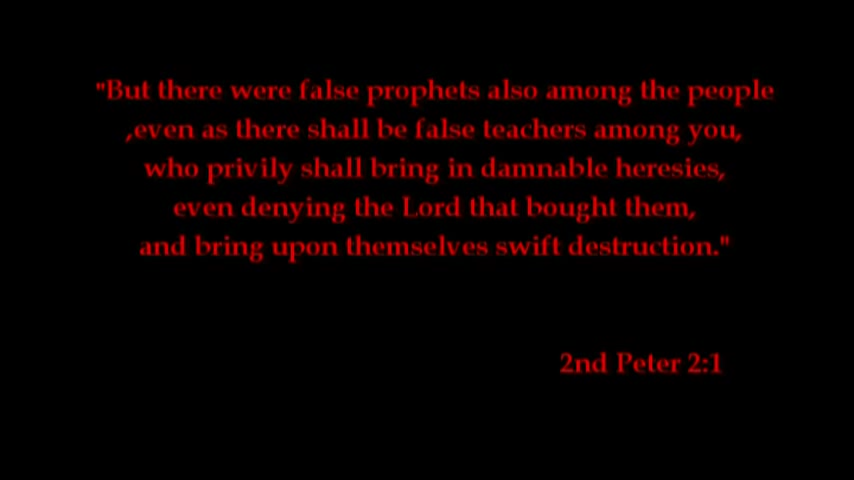 "But there were false prophets also among the people
,even as there shall be false teachers among you,
who privily shall bring in damnable heresies,
even denying the Lord that bought them,
and bring upon themselves swift destruction."
2nd Peter 2:1